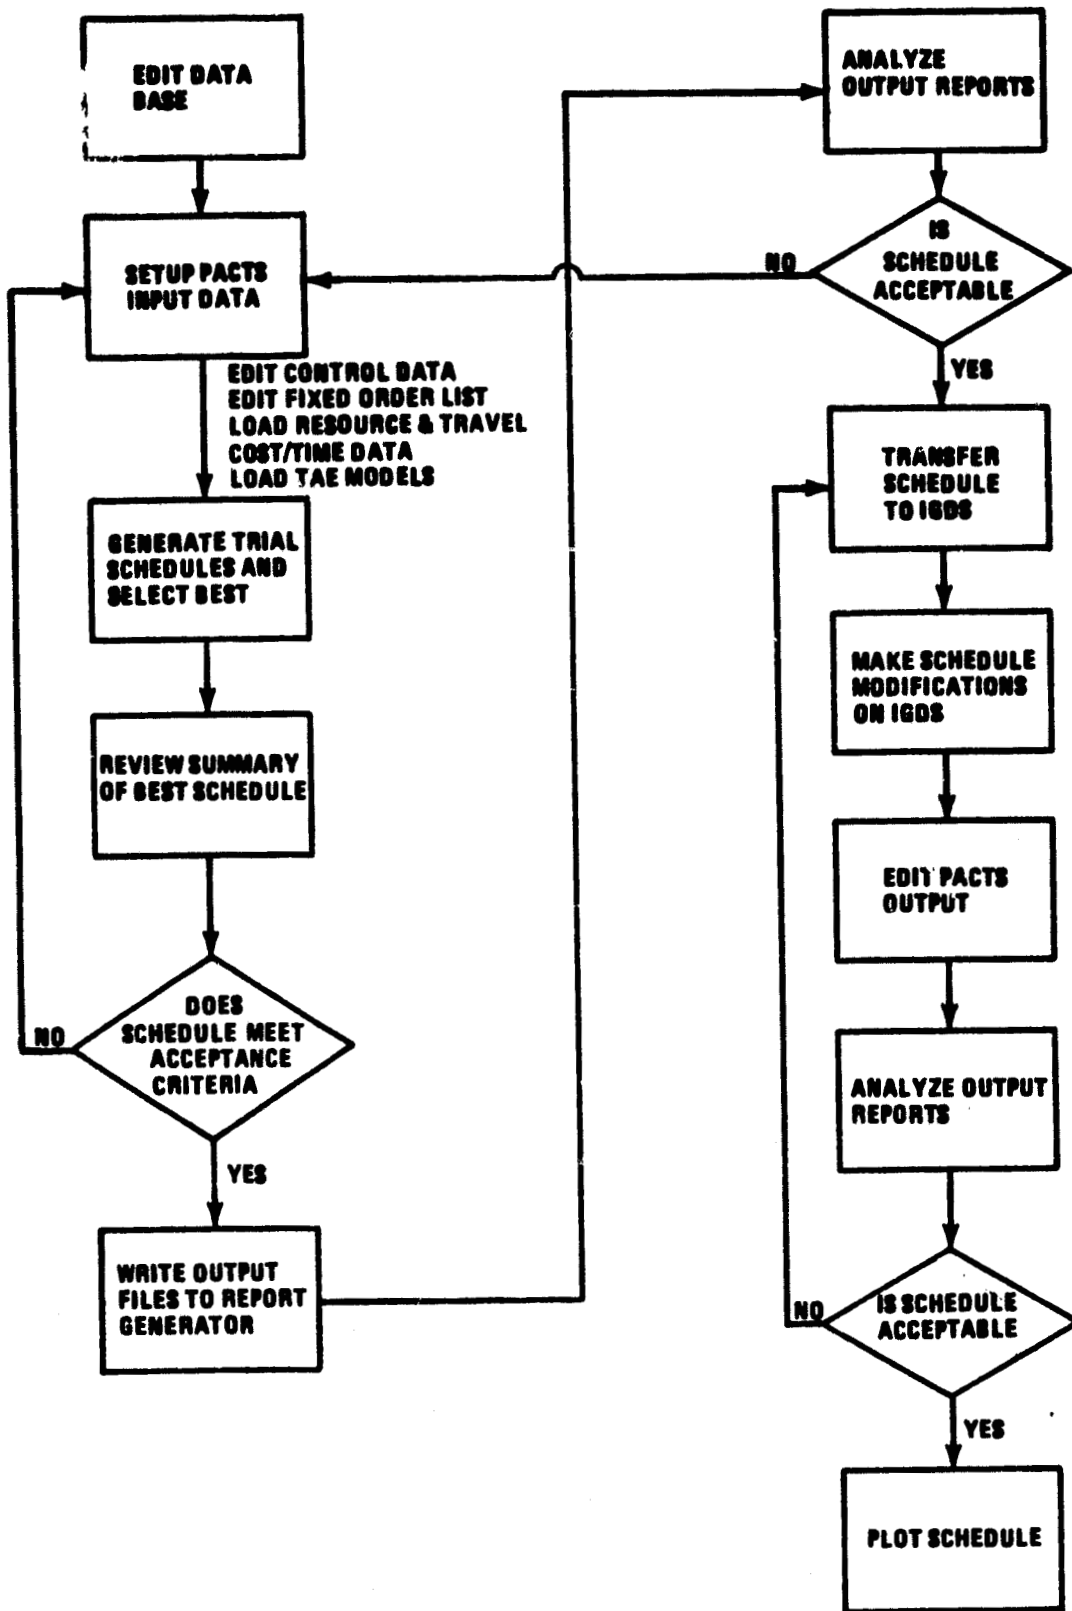 EDIT DATA
BASE
SETUP PACTS
INPUT DATA
EDIT CONTROL DATA
EDIT FIXED ORDER LIST
LOAD RESOURCE & TRAVEL
COST/TIME DATA
LOAD TAE MODELS
GENERATE TRIAL
SCHEDULES AND
SELECT BEST
REVIEW SUMMARY
OF BEST SCHEDULE
DOES
SCHEDULE MEET
ACCEPTANCE
CRITERIA
NO
YES
WRITE OUTPUT
FILES TO REPORT
GENERATOR
ANALYZE
OUTPUT REPORTS
IS
SCHEDULE
ACCEPTABLE
NO
YES
TRANSFER
SCHEDULE
TO IGDS
MAKE SCHEDULE
MODIFICATIONS
ON IGDS
EDIT PACTS
OUTPUT
ANALYZE OUTPUT
REPORTS
IS SCHEDULE
ACCEPTABLE
NO
YES
PLOT SCHEDULE